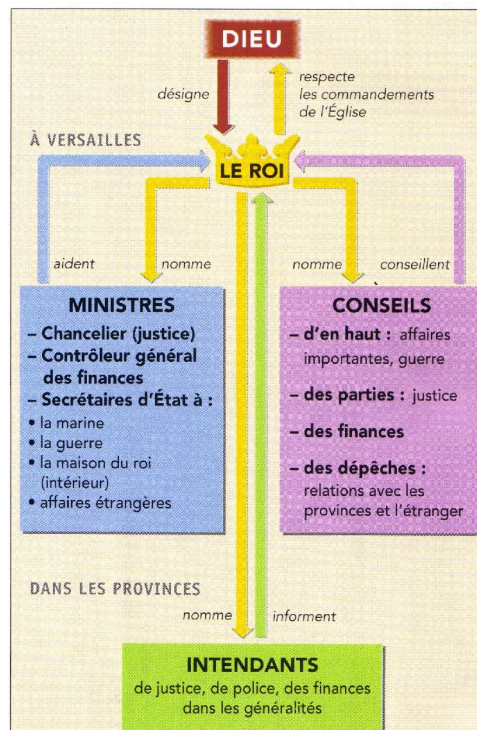 DIEU
désigne
respecte
les commandements
de l'Église
À VERSAILLES
LE ROI
aident
nomme
nomme
conseillent
MINISTRES
– Chancelier (justice)
– Contrôleur général
des finances
– Secrétaires d'État à :
• la marine
• la guerre
• la maison du roi
(intérieur)
• affaires étrangères
CONSEILS
– d'en haut : affaires
importantes, guerre
– des parties : justice
– des finances
– des dépêches :
relations avec les
provinces et l'étranger
DANS LES PROVINCES
nomme
informent
INTENDANTS
de justice, de police, des finances
dans les généralités